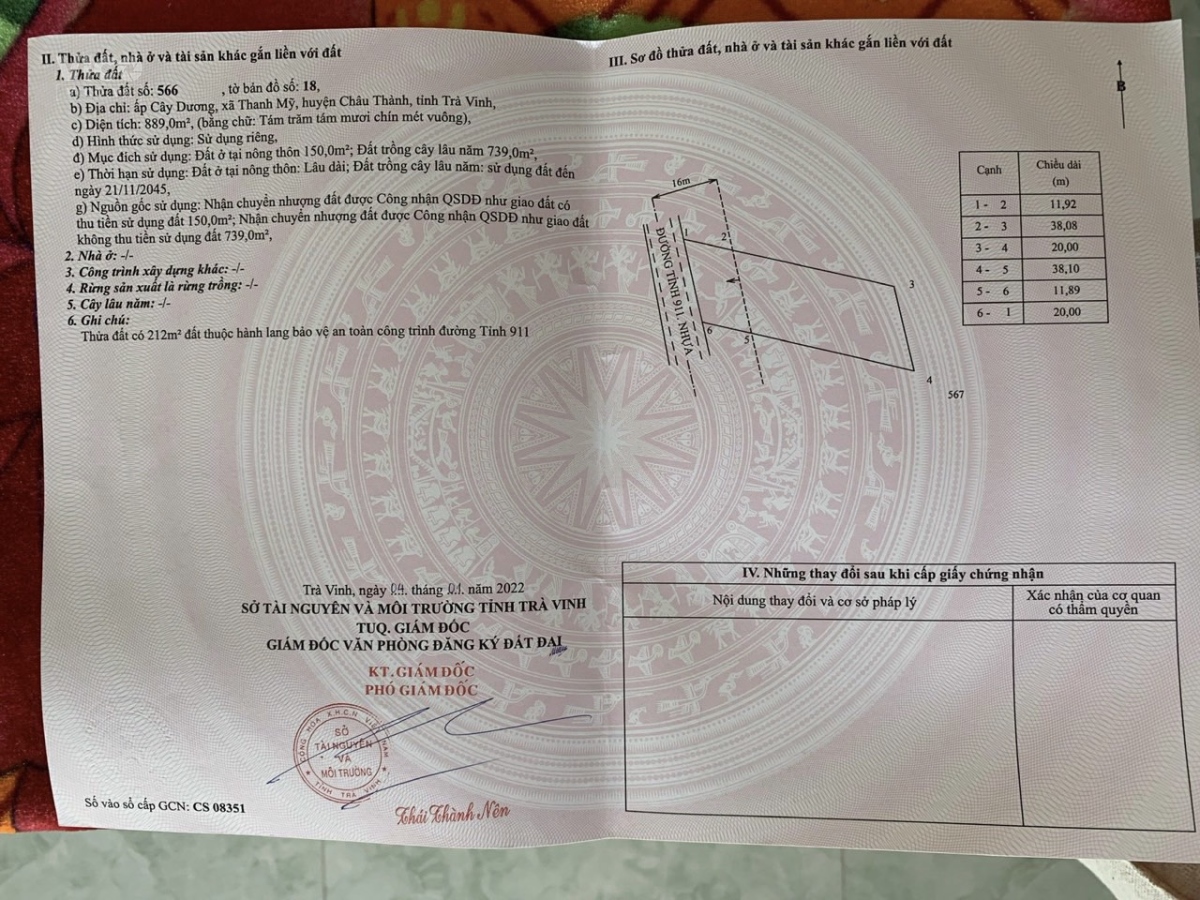 II. Thửa đất, nhà ở và tài sản khác gắn liền với đất
1. Thửa đất
a) Thửa đất số: 566 , tờ bản đồ số: 18,
b) Địa chỉ: ấp Cây Dương, xã Thanh Mỹ, huyện Châu Thành, tỉnh Trà Vinh,
c) Diện tích: 889,0m², (bằng chữ: Tám trăm tám mươi chín mét vuông),
d) Hình thức sử dụng: Sử dụng riêng,
đ) Mục đích sử dụng: Đất ở tại nông thôn 150,0m²; Đất trồng cây lâu năm 739,0m²,
e) Thời hạn sử dụng: Đất ở tại nông thôn: Lâu dài; Đất trồng cây lâu năm: sử dụng đất đến
ngày 21/11/2045,
g) Nguồn gốc sử dụng: Nhận chuyển nhượng đất được Công nhận QSDĐ như giao đất có
thu tiền sử dụng đất 150,0m²; Nhận chuyển nhượng đất được Công nhận QSDĐ như giao đất
không thu tiền sử dụng đất 739,0m²,
2. Nhà ở: -/-
3. Công trình xây dựng khác: -/-
4. Rừng sản xuất là rừng trồng: -/-
5. Cây lâu năm: -/-
6. Ghi chú:
Thửa đất có 212m² đất thuộc hành lang bảo vệ an toàn công trình đường Tỉnh 911
Trà Vinh, ngày 04 tháng 01 năm 2022
SỞ TÀI NGUYÊN VÀ MÔI TRƯỜNG TỈNH TRÀ VINH
TUQ. GIÁM ĐỐC
GIÁM ĐỐC VĂN PHÒNG ĐĂNG KÝ ĐẤT ĐAI
KT. GIÁM ĐỐC
PHÓ GIÁM ĐỐC
CỘNG HÒA X.H.C.N VIỆT NAM
SỞ
TÀI NGUYÊN
VÀ
MÔI TRƯỜNG
TỈNH TRÀ VINH
Thái Thành Nên
Số vào sổ cấp GCN: CS 08351
III. Sơ đồ thửa đất, nhà ở và tài sản khác gắn liền với đất
B
16m
ĐƯỜNG TỈNH 911 NHỰA
1
2
3
4
5
6
567
Cạnh Chiều dài (m)
1 - 2 11,92
2 - 3 38,08
3 - 4 20,00
4 - 5 38,10
5 - 6 11,89
6 - 1 20,00
IV. Những thay đổi sau khi cấp giấy chứng nhận
Nội dung thay đổi và cơ sở pháp lý
Xác nhận của cơ quan
có thẩm quyền